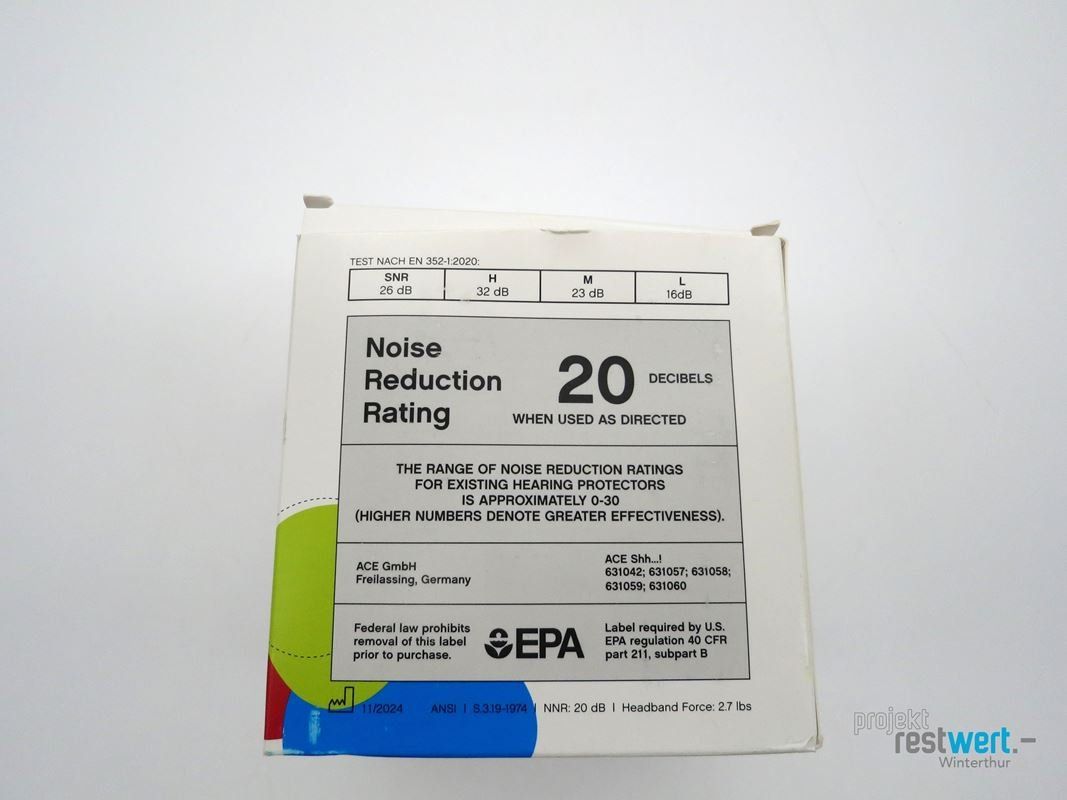 TEST NACH EN 352-1:2020:
SNR H M L
26 dB 32 dB 23 dB 16dB
Noise
Reduction
Rating
20 DECIBELS
WHEN USED AS DIRECTED
THE RANGE OF NOISE REDUCTION RATINGS
FOR EXISTING HEARING PROTECTORS
IS APPROXIMATELY 0-30
(HIGHER NUMBERS DENOTE GREATER EFFECTIVENESS).
ACE GmbH
Freilassing, Germany
ACE Shh...!
631042; 631057; 631058;
631059; 631060
Federal law prohibits
removal of this label
prior to purchase.
EPA
Label required by U.S.
EPA regulation 40 CFR
part 211, subpart B
11/2024 ANSI | S.3.19-1974 | NNR: 20 dB | Headband Force: 2.7 lbs
projekt
restwert.–
Winterthur